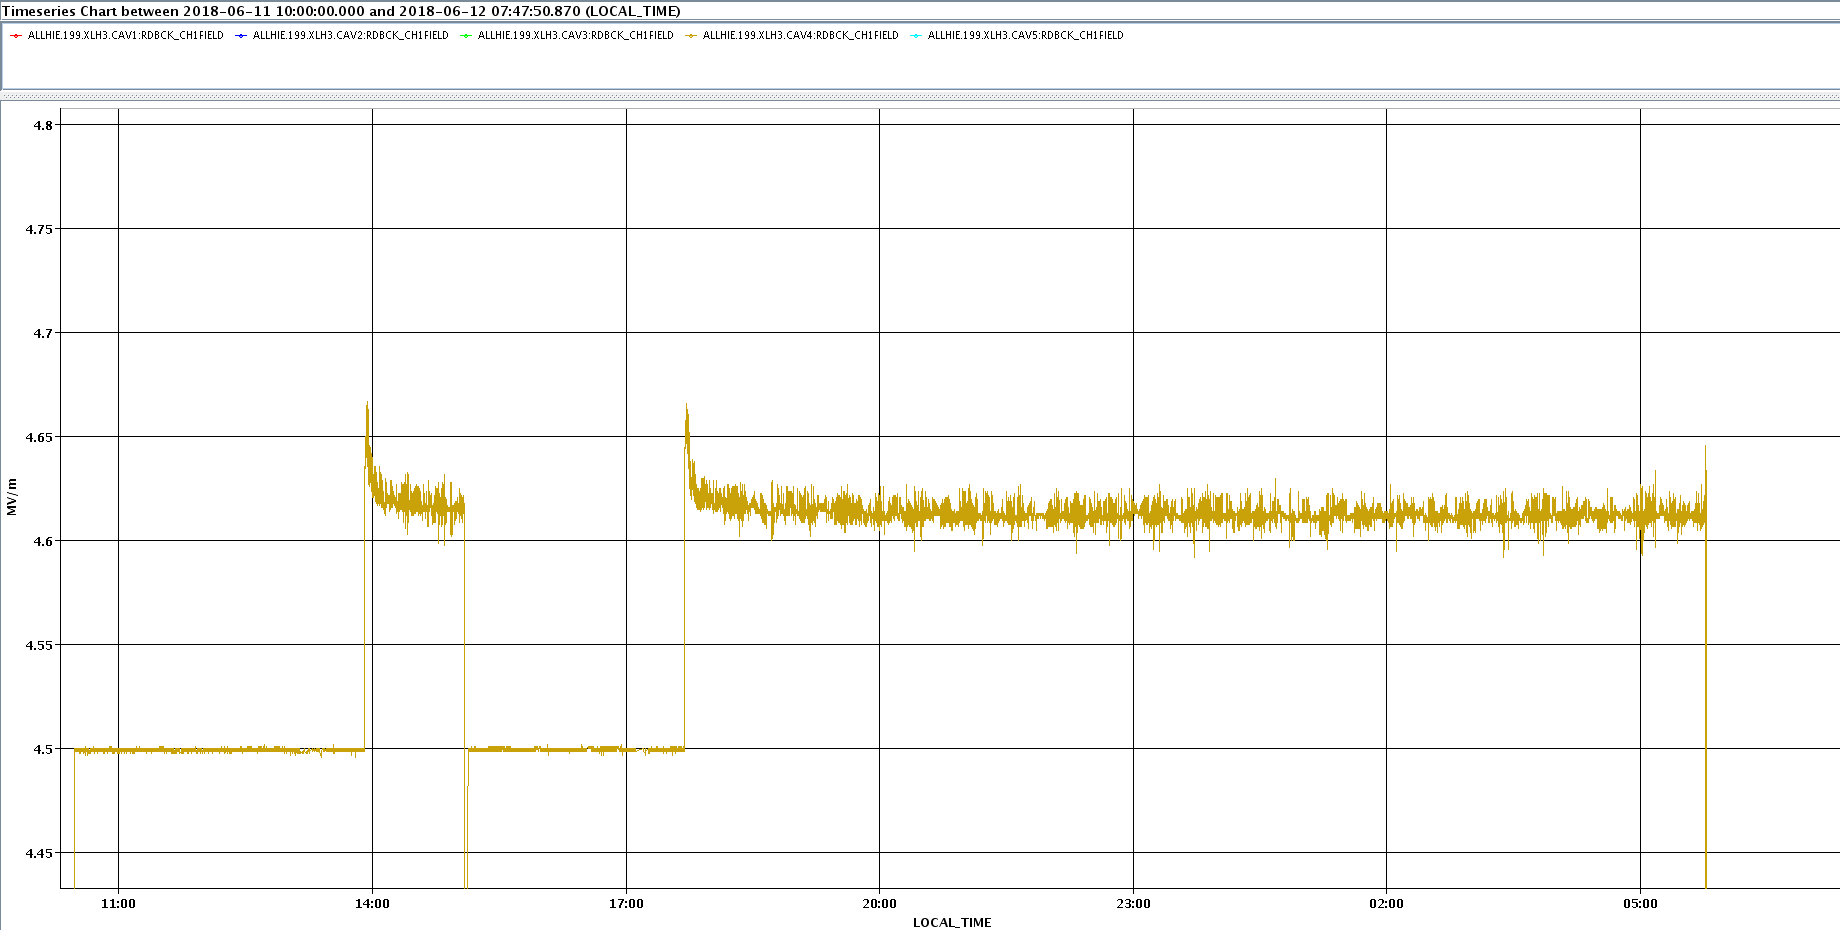 Timeseries Chart between 2018-06-11 10:00:00.000 and 2018-06-12 07:47:50.870 (LOCAL_TIME)
ALLHIE.199.XLH3.CAV1:RDBCK_CH1FIELD ALLHIE.199.XLH3.CAV2:RDBCK_CH1FIELD ALLHIE.199.XLH3.CAV3:RDBCK_CH1FIELD ALLHIE.199.XLH3.CAV4:RDBCK_CH1FIELD ALLHIE.199.XLH3.CAV5:RDBCK_CH1FIELD
4.8
4.75
4.7
4.65
4.6
4.55
4.5
4.45
MV/m
11:00 14:00 17:00 20:00 23:00 02:00 05:00
LOCAL_TIME